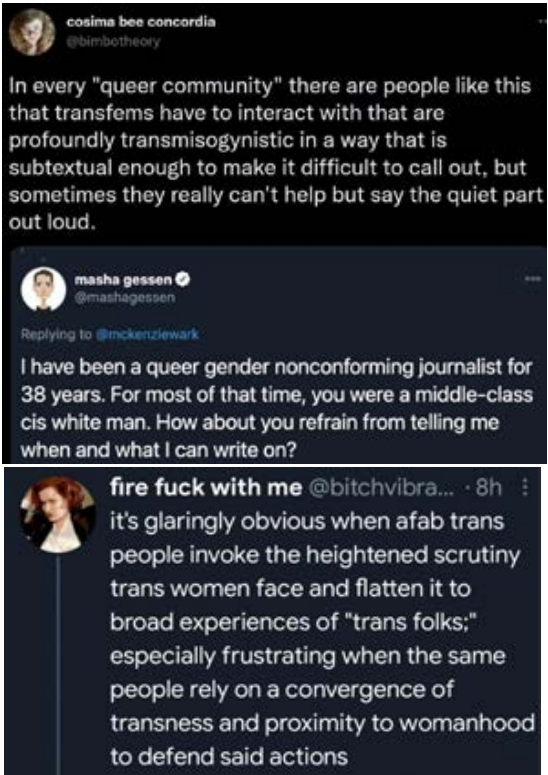 cosima bee concordia
@bimbotheory
In every "queer community" there are people like this
that transfems have to interact with that are
profoundly transmisogynistic in a way that is
subtextual enough to make it difficult to call out, but
sometimes they really can't help but say the quiet part
out loud.
masha gessen
@mashagessen
Replying to @mckenziewark
I have been a queer gender nonconforming journalist for
38 years. For most of that time, you were a middle-class
cis white man. How about you refrain from telling me
when and what I can write on?
fire fuck with me @bitchvibra... · 8h
it's glaringly obvious when afab trans
people invoke the heightened scrutiny
trans women face and flatten it to
broad experiences of "trans folks;"
especially frustrating when the same
people rely on a convergence of
transness and proximity to womanhood
to defend said actions